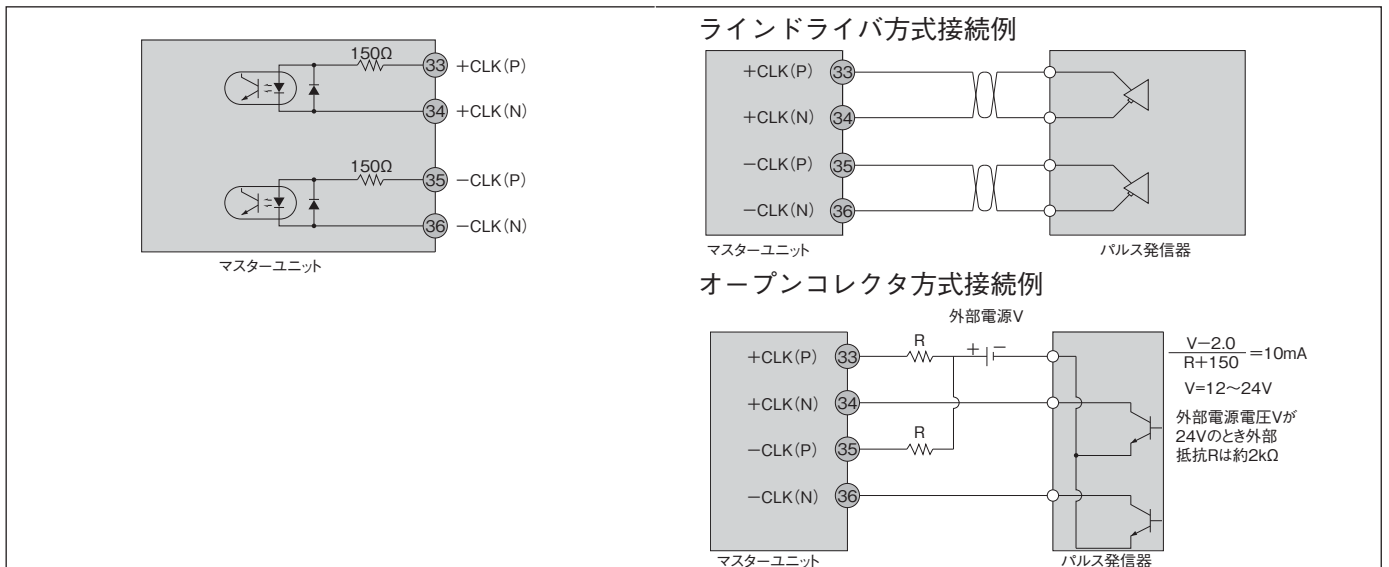 150Ω
33 +CLK(P)
34 +CLK(N)
150Ω
35 −CLK(P)
36 −CLK(N)
マスターユニット
ラインドライバ方式接続例
+CLK(P) 33
+CLK(N) 34
−CLK(P) 35
−CLK(N) 36
マスターユニット
パルス発信器
オープンコレクタ方式接続例
外部電源V
+CLK(P) 33
R
+ −
+CLK(N) 34
−CLK(P) 35
R
−CLK(N) 36
マスターユニット
パルス発信器
V−2.0
R+150
=10mA
V=12～24V
外部電源電圧Vが
24Vのとき外部
抵抗Rは約2kΩ